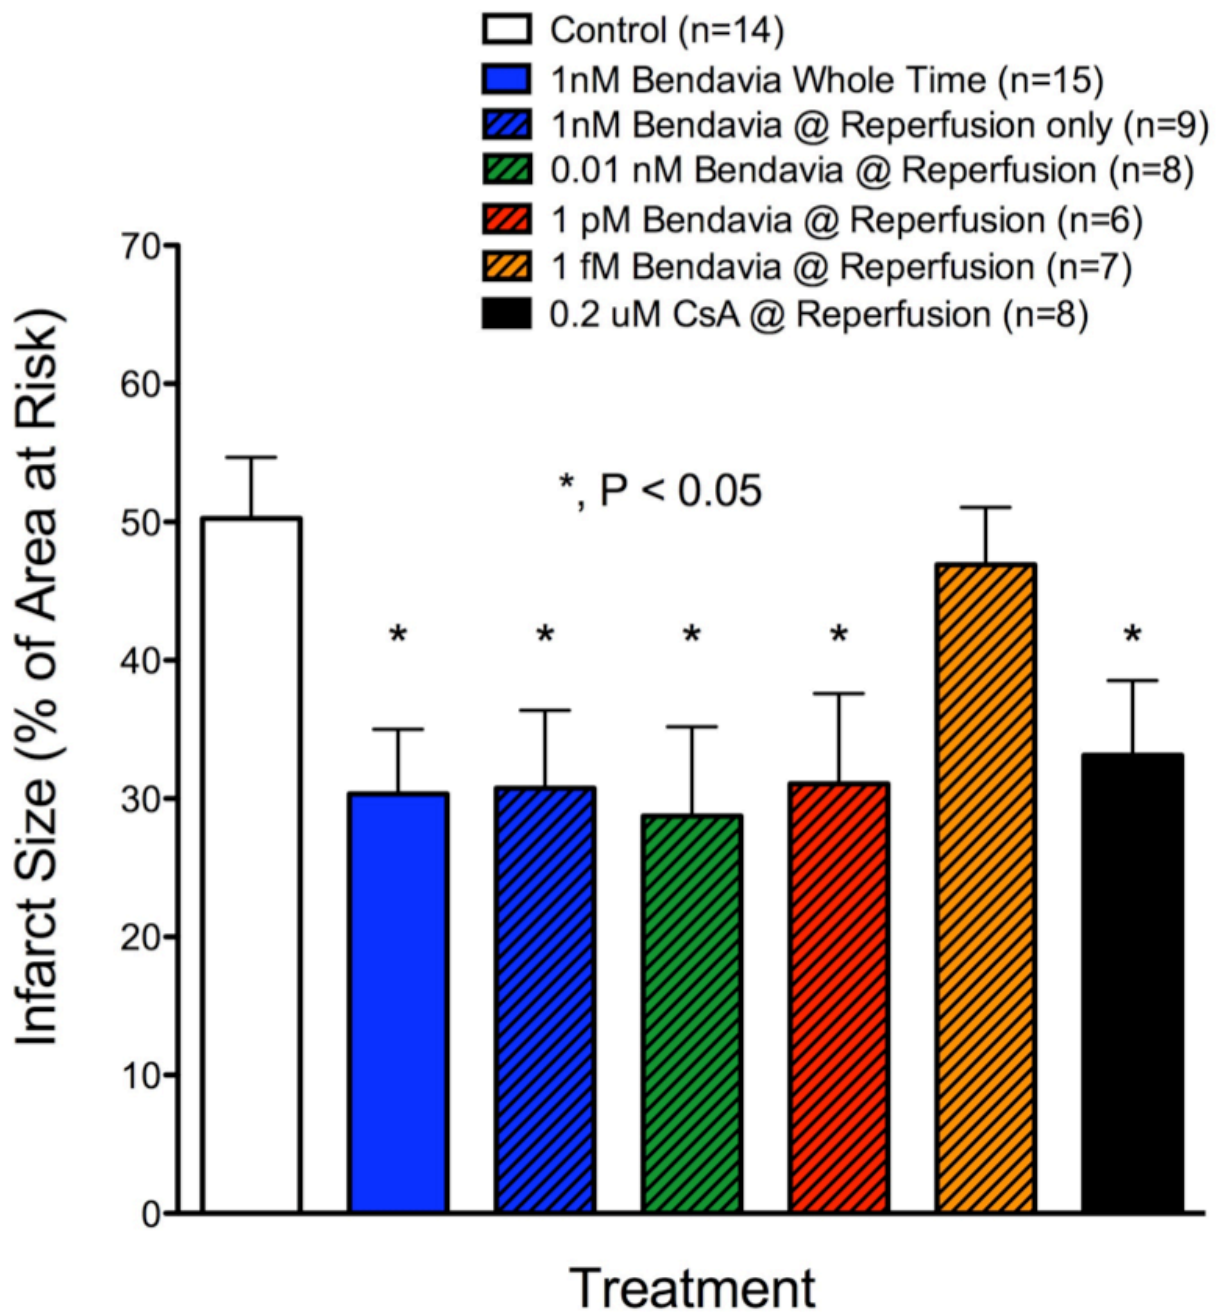 Control (n=14)
1nM Bendavia Whole Time (n=15)
1nM Bendavia @ Reperfusion only (n=9)
0.01 nM Bendavia @ Reperfusion (n=8)
1 pM Bendavia @ Reperfusion (n=6)
1 fM Bendavia @ Reperfusion (n=7)
0.2 uM CsA @ Reperfusion (n=8)
Infarct Size (% of Area at Risk)
70
60
50
40
30
20
10
0
*, P < 0.05
* * * * *
Treatment